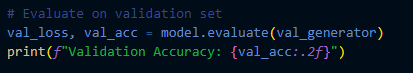 # Evaluate on validation set
val_loss, val_acc = model.evaluate(val_generator)
print(f"Validation Accuracy: {val_acc:.2f}")